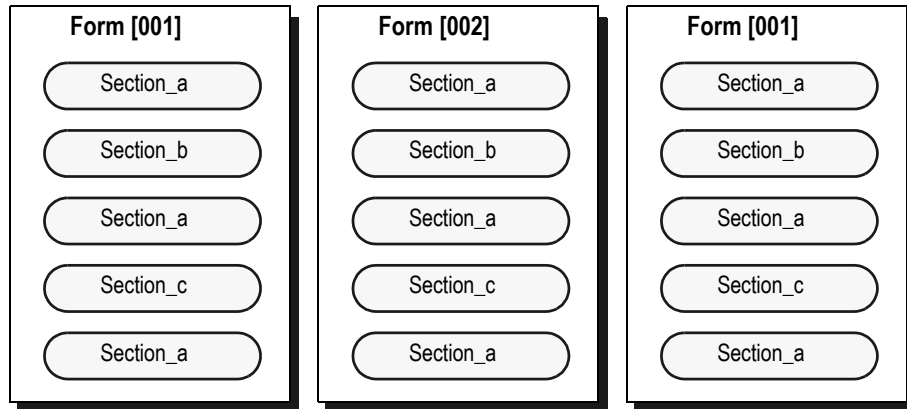 Form [001]
Section_a
Section_b
Section_a
Section_c
Section_a
Form [002]
Section_a
Section_b
Section_a
Section_c
Section_a
Form [001]
Section_a
Section_b
Section_a
Section_c
Section_a